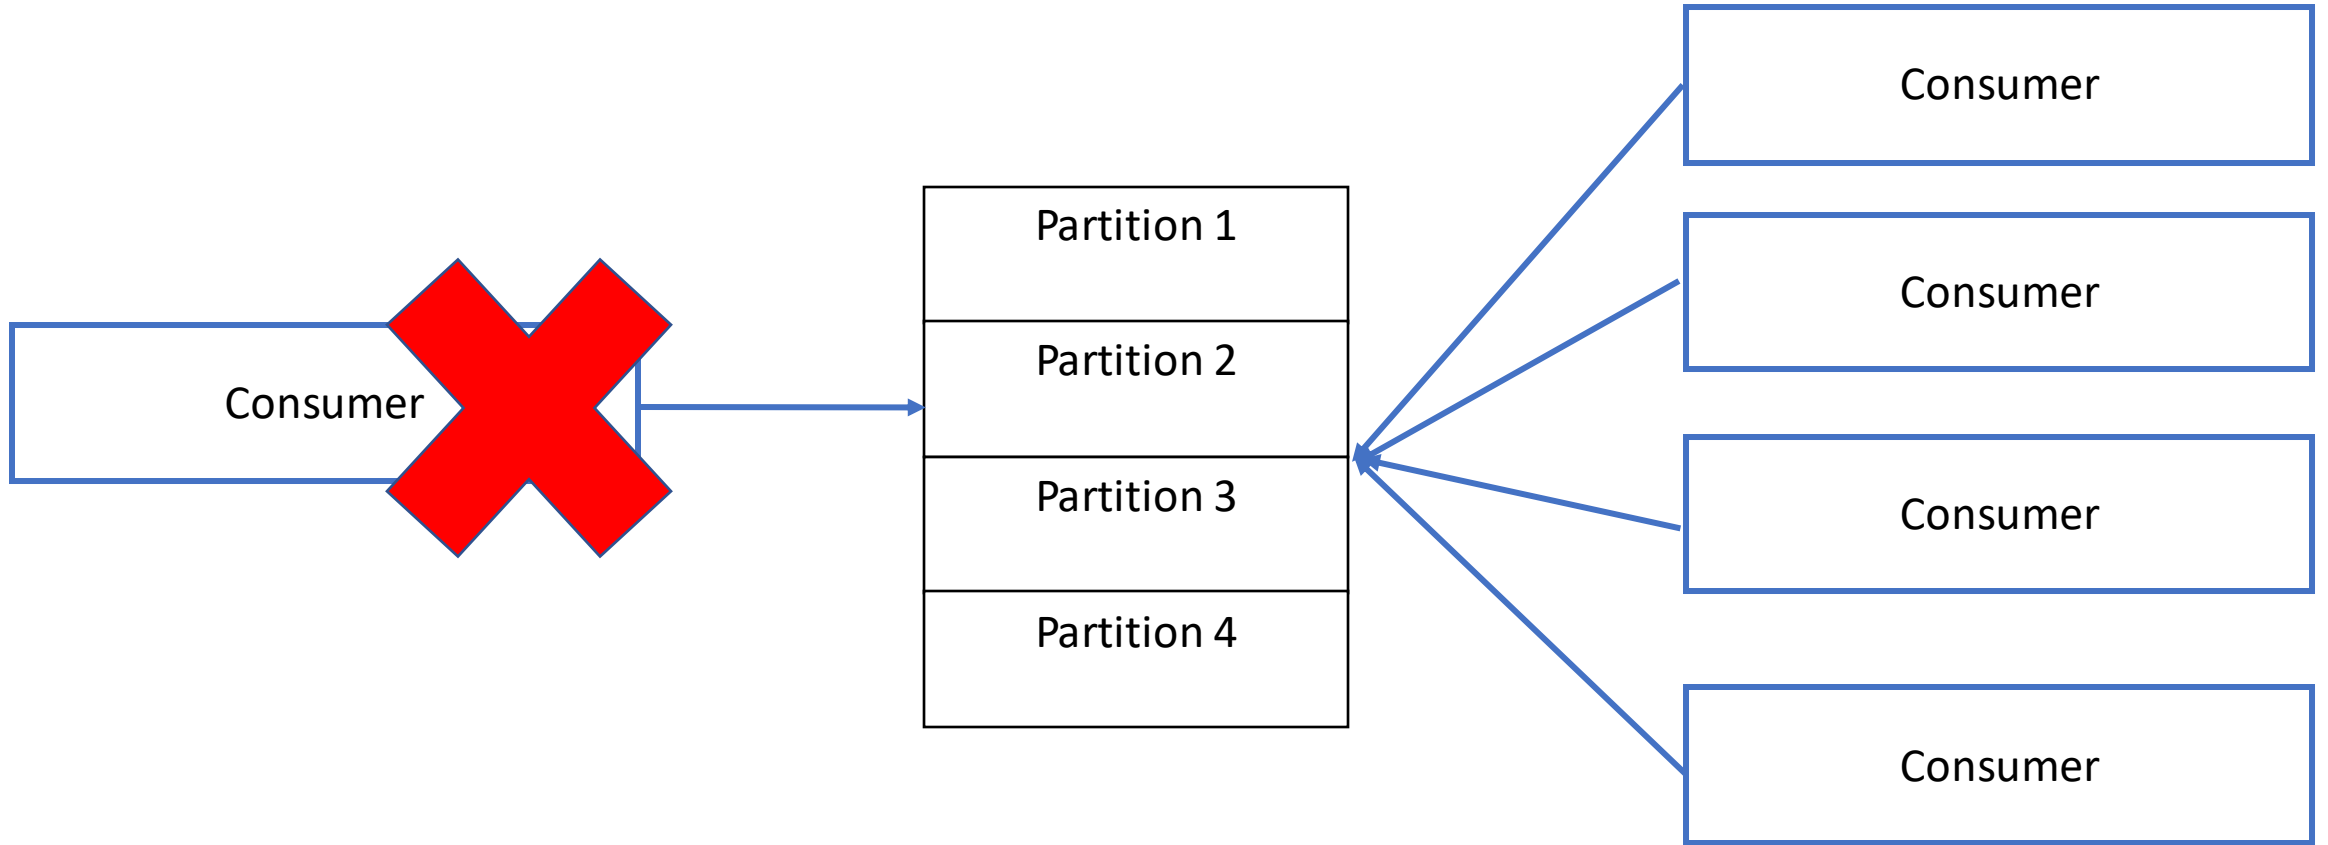 Consumer
Partition 1
Partition 2
Partition 3
Partition 4
Consumer
Consumer
Consumer
Consumer